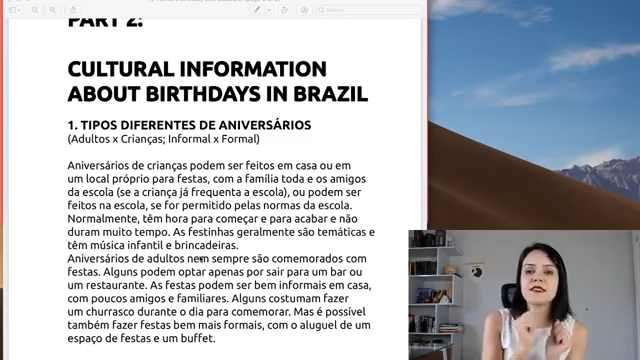 PART 2:
CULTURAL INFORMATION
ABOUT BIRTHDAYS IN BRAZIL
1. TIPOS DIFERENTES DE ANIVERSÁRIOS
(Adultos x Crianças; Informal x Formal)
Aniversários de crianças podem ser feitos em casa ou em
um local próprio para festas, com a família toda e os amigos
da escola (se a criança já frequenta a escola), ou podem ser
feitos na escola, se for permitido pelas normas da escola.
Normalmente, têm hora para começar e para acabar e não
duram muito tempo. As festinhas geralmente são temáticas e
têm música infantil e brincadeiras.
Aniversários de adultos nem sempre são comemorados com
festas. Alguns podem optar apenas por sair para um bar ou
um restaurante. As festas podem ser bem informais em casa,
com poucos amigos e familiares. Alguns costumam fazer
um churrasco durante o dia para comemorar. Mas é possível
também fazer festas bem mais formais, com o aluguel de um
espaço de festas e um buffet.